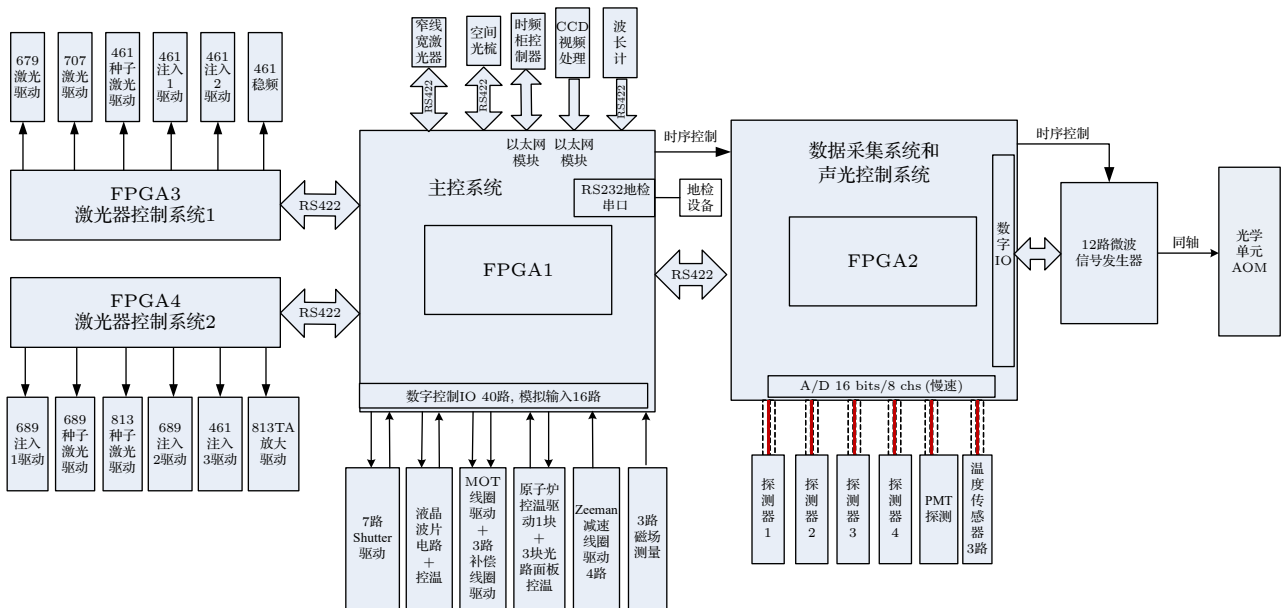 679
激光
驱动
707
激光
驱动
461
种子
激光
驱动
461
注入
1
驱动
461
注入
2
驱动
461
稳频
窄线
宽激
光器
空间
光梳
时频
柜控
制器
CCD
视频
处理
波
长
计
RS422
RS422
RS422
以太网
模块
以太网
模块
FPGA3
激光器控制系统1
RS422
FPGA4
激光器控制系统2
RS422
主控系统
RS232地检
串口
地检
设备
FPGA1
数字控制IO 40路, 模拟输入16路
时序控制
RS422
数据采集系统和
声光控制系统
FPGA2
数
字
IO
A/D 16 bits/8 chs (慢速)
时序控制
12路微波
信号发生器
同轴
光学
单元
AOM
689
注入
1驱动
689
种子
激光
驱动
813
种子
激光
驱动
689
注入
2驱动
461
注入
3驱动
813TA
放大
驱动
7路
Shutter
驱动
液晶
波片
电路
+
控温
MOT
线圈
驱动
+
3路
补偿
线圈
驱动
原子炉
控温驱
动1块
+
3块光
路面板
控温
Zeeman
减速
线圈
驱动
4路
3路
磁场
测量
探
测
器
1
探
测
器
2
探
测
器
3
探
测
器
4
PMT
探测
温
度
传
感
器
3路